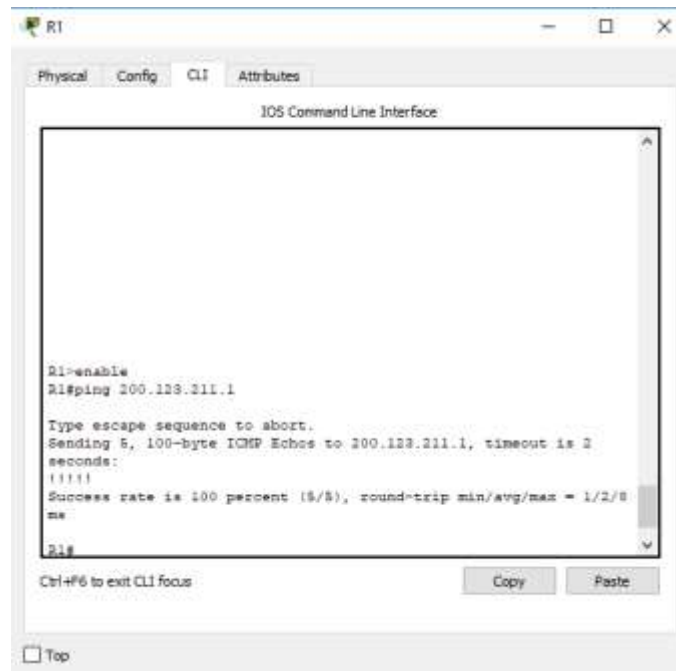 R1
Physical Config CLI Attributes
IOS Command Line Interface
R1>enable
R1#ping 200.123.211.1
Type escape sequence to abort.
Sending 5, 100-byte ICMP Echos to 200.123.211.1, timeout is 2
seconds:
!!!!!
Success rate is 100 percent (5/5), round-trip min/avg/max = 1/2/8
ms
R1#
Ctrl+F6 to exit CLI focus
Copy Paste
Top